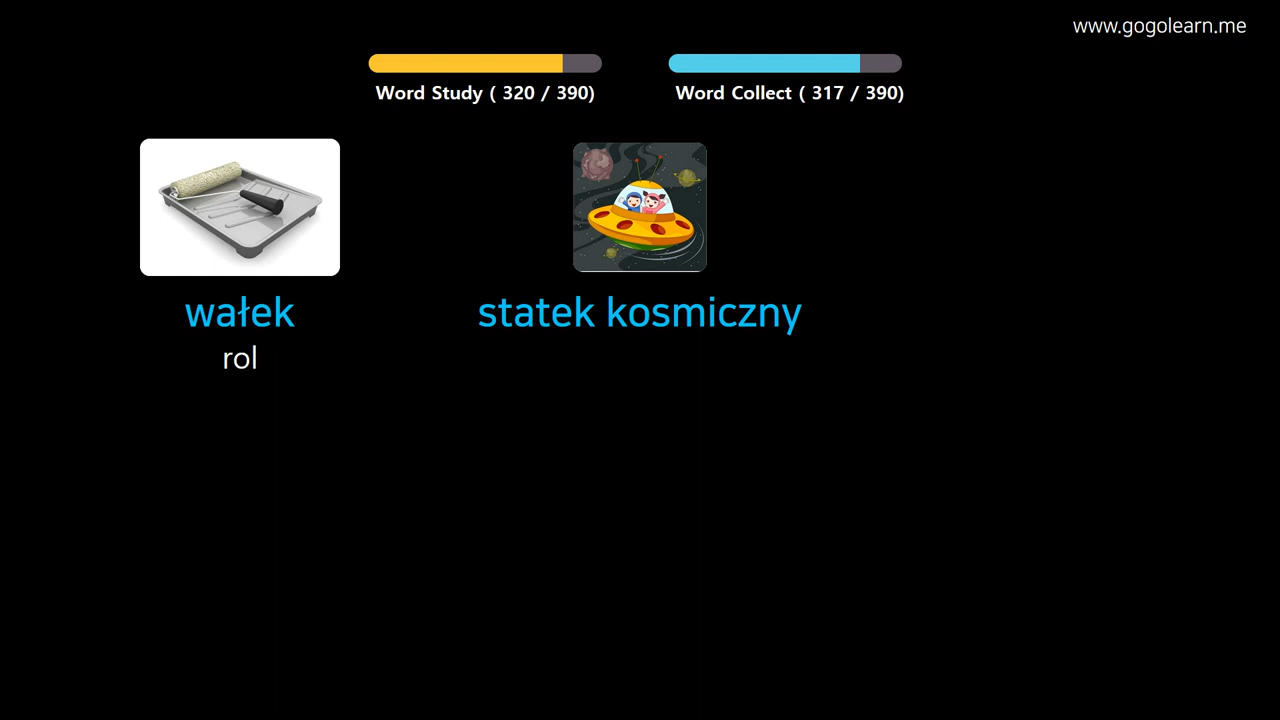 www.gogolearn.me
Word Study ( 320 / 390)
Word Collect ( 317 / 390)
wałek
rol
statek kosmiczny